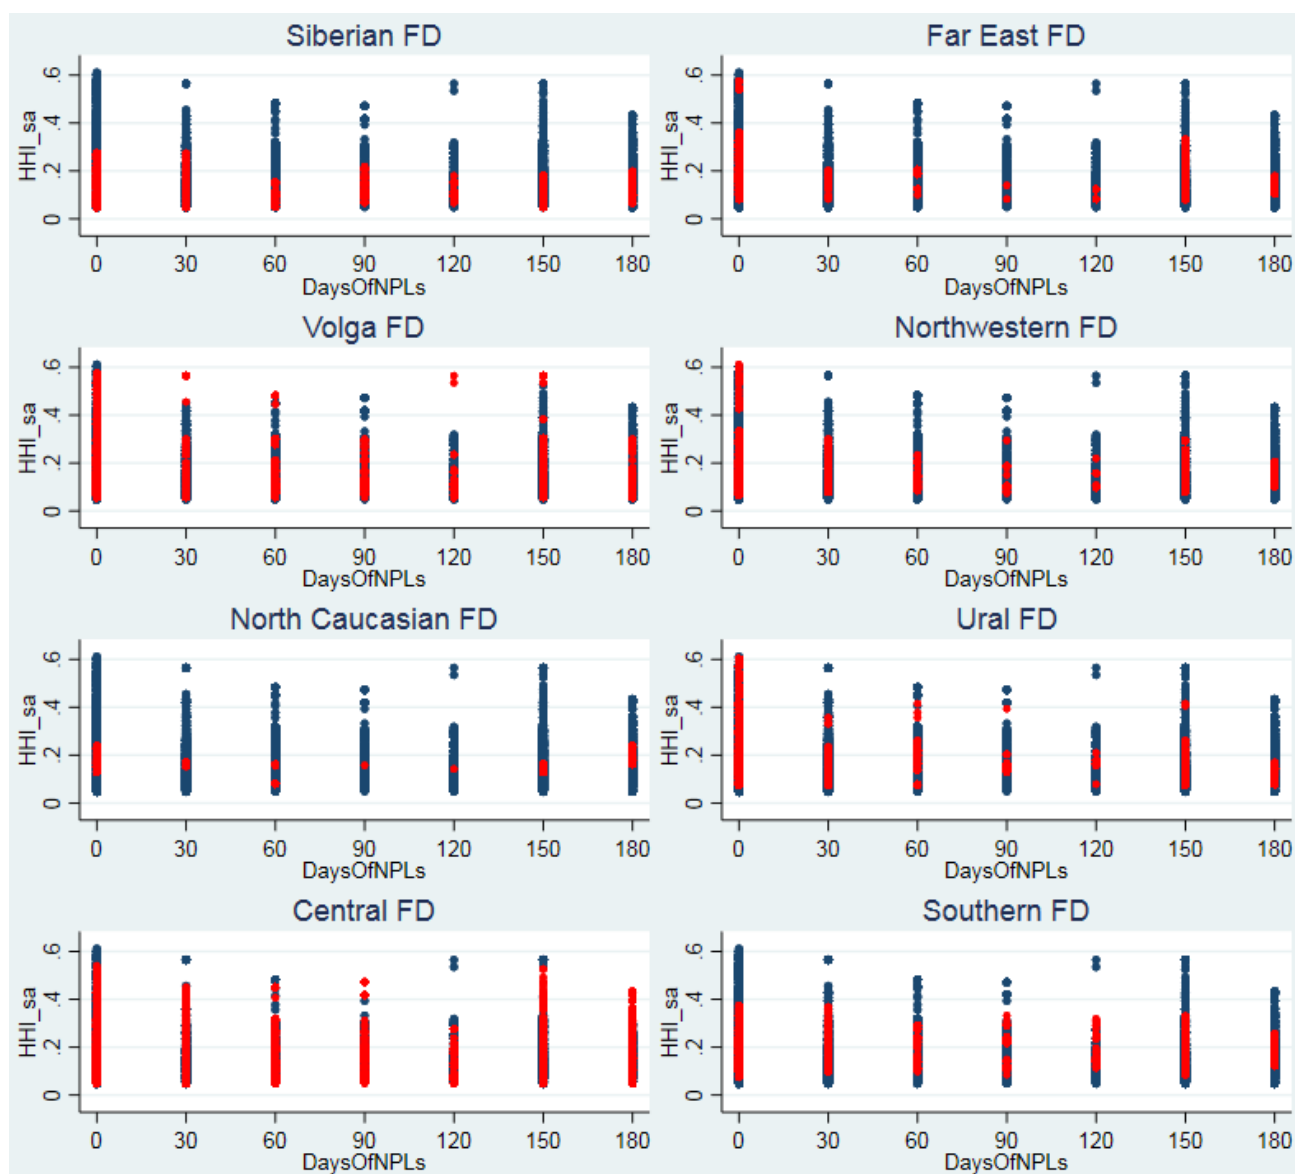 Siberian FD
HHI_sa
.6
.4
.2
0
0 30 60 90 120 150 180
DaysOfNPLs
Far East FD
HHI_sa
.6
.4
.2
0
0 30 60 90 120 150 180
DaysOfNPLs
Volga FD
HHI_sa
.6
.4
.2
0
0 30 60 90 120 150 180
DaysOfNPLs
Northwestern FD
HHI_sa
.6
.4
.2
0
0 30 60 90 120 150 180
DaysOfNPLs
North Caucasian FD
HHI_sa
.6
.4
.2
0
0 30 60 90 120 150 180
DaysOfNPLs
Ural FD
HHI_sa
.6
.4
.2
0
0 30 60 90 120 150 180
DaysOfNPLs
Central FD
HHI_sa
.6
.4
.2
0
0 30 60 90 120 150 180
DaysOfNPLs
Southern FD
HHI_sa
.6
.4
.2
0
0 30 60 90 120 150 180
DaysOfNPLs